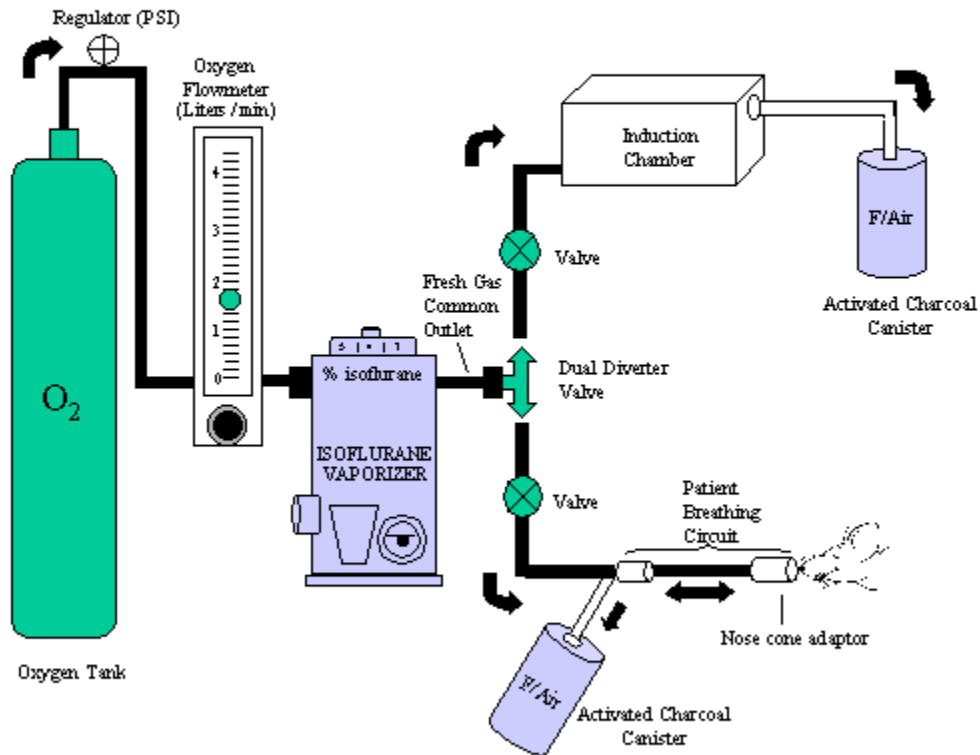 Regulator (PSI)
Oxygen
Flowmeter
(Liters /min)
4
3
2
1
0
O2
Oxygen Tank
% isoflurane
ISOFLURANE
VAPORIZER
Fresh Gas
Common
Outlet
Valve
Dual Diverter
Valve
Induction
Chamber
F/Air
Activated Charcoal
Canister
Valve
Patient
Breathing
Circuit
Nose cone adaptor
F/Air
Activated Charcoal
Canister